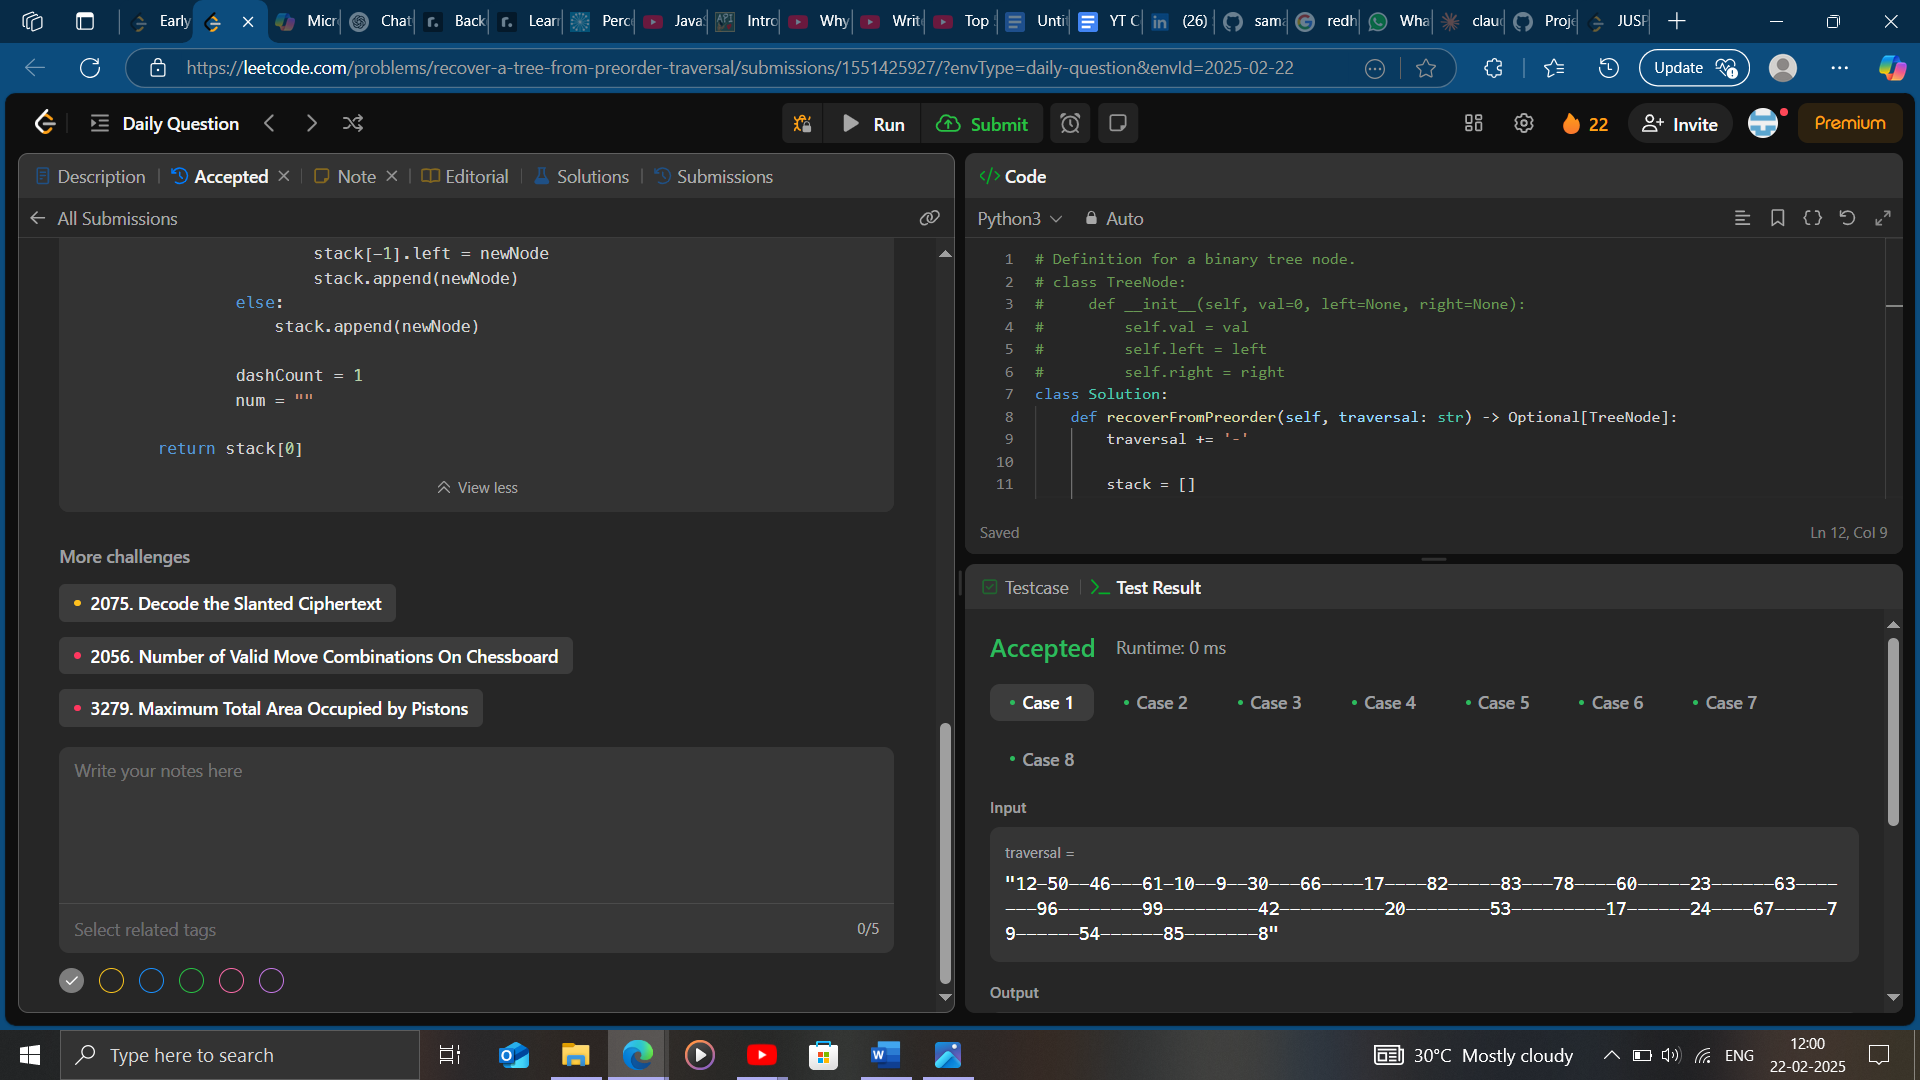 Early
Micr
Chat
Back
Lear
Perc
Java
Intro
Why
Writ
Top
Unti
YT C
(26)
sam
redh
Wha
clau
Proj
JUSP
https://leetcode.com/problems/recover-a-tree-from-preorder-traversal/submissions/1551425927/?envType=daily-question&envId=2025-02-22
Update
Daily Question
Run
Submit
22
Invite
Premium
Description
Accepted
Note
Editorial
Solutions
Submissions
All Submissions
stack[-1].left = newNode
stack.append(newNode)
else:
stack.append(newNode)
dashCount = 1
num = ""
return stack[0]
View less
More challenges
2075. Decode the Slanted Ciphertext
2056. Number of Valid Move Combinations On Chessboard
3279. Maximum Total Area Occupied by Pistons
Write your notes here
Select related tags
0/5
</> Code
Python3
Auto
1 # Definition for a binary tree node.
2 # class TreeNode:
3 #     def __init__(self, val=0, left=None, right=None):
4 #         self.val = val
5 #         self.left = left
6 #         self.right = right
7 class Solution:
8     def recoverFromPreorder(self, traversal: str) -> Optional[TreeNode]:
9         traversal += '-'
10
11         stack = []
Saved
Ln 12, Col 9
Testcase
Test Result
Accepted
Runtime: 0 ms
Case 1
Case 2
Case 3
Case 4
Case 5
Case 6
Case 7
Case 8
Input
traversal =
"12-50--46---61-10--9--30---66----17----82-----83---78----60-----23------63----
---96--------99---------42----------20--------53---------17------24----67-----7
9------54------85-------8"
Output
Type here to search
30°C Mostly cloudy
ENG
12:00
22-02-2025